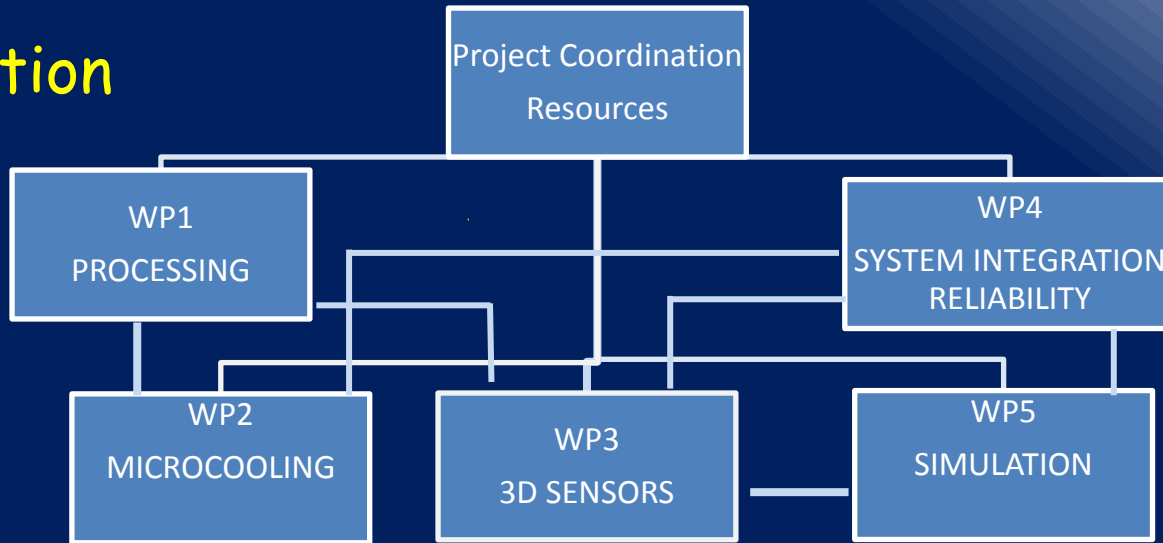 tion
Project Coordination
Resources
WP1
PROCESSING
WP4
SYSTEM INTEGRATION
RELIABILITY
WP2
MICROCOOLING
WP3
3D SENSORS
WP5
SIMULATION